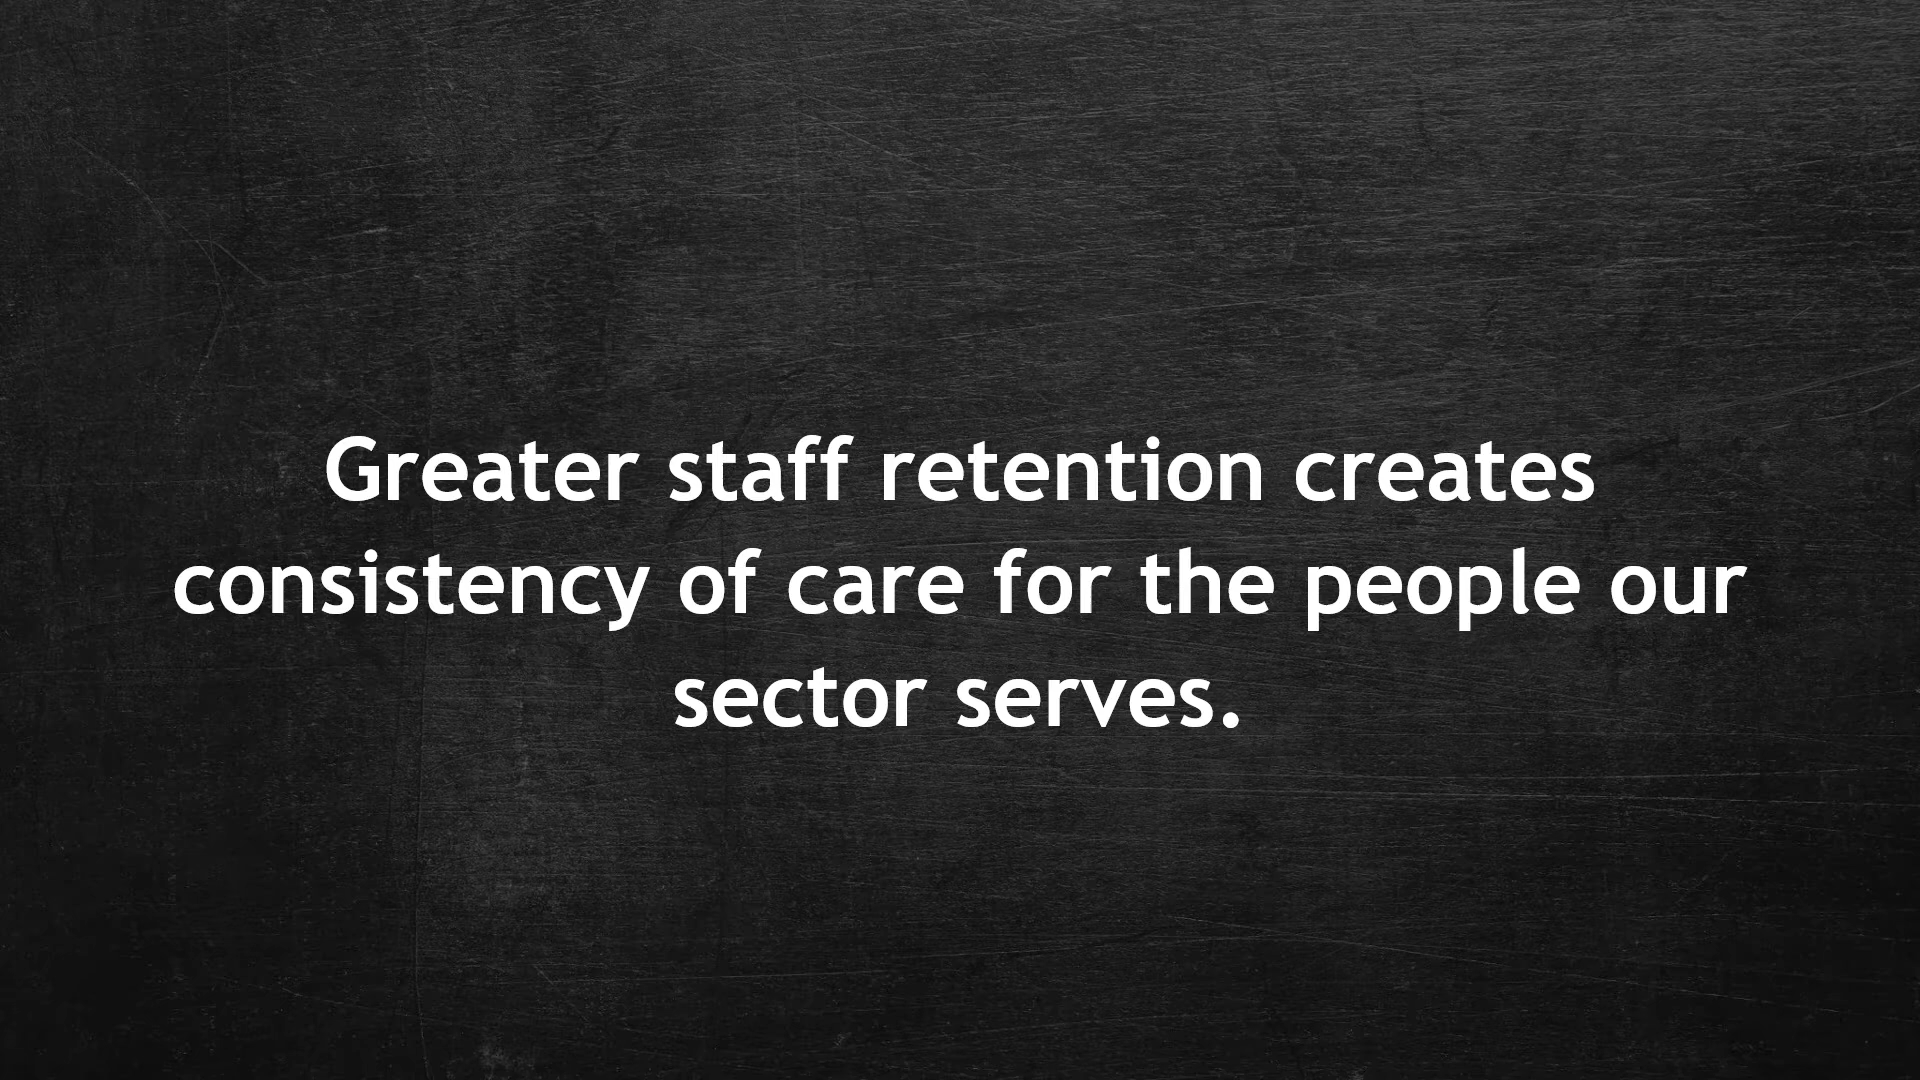 Greater staff retention creates
consistency of care for the people our
sector serves.